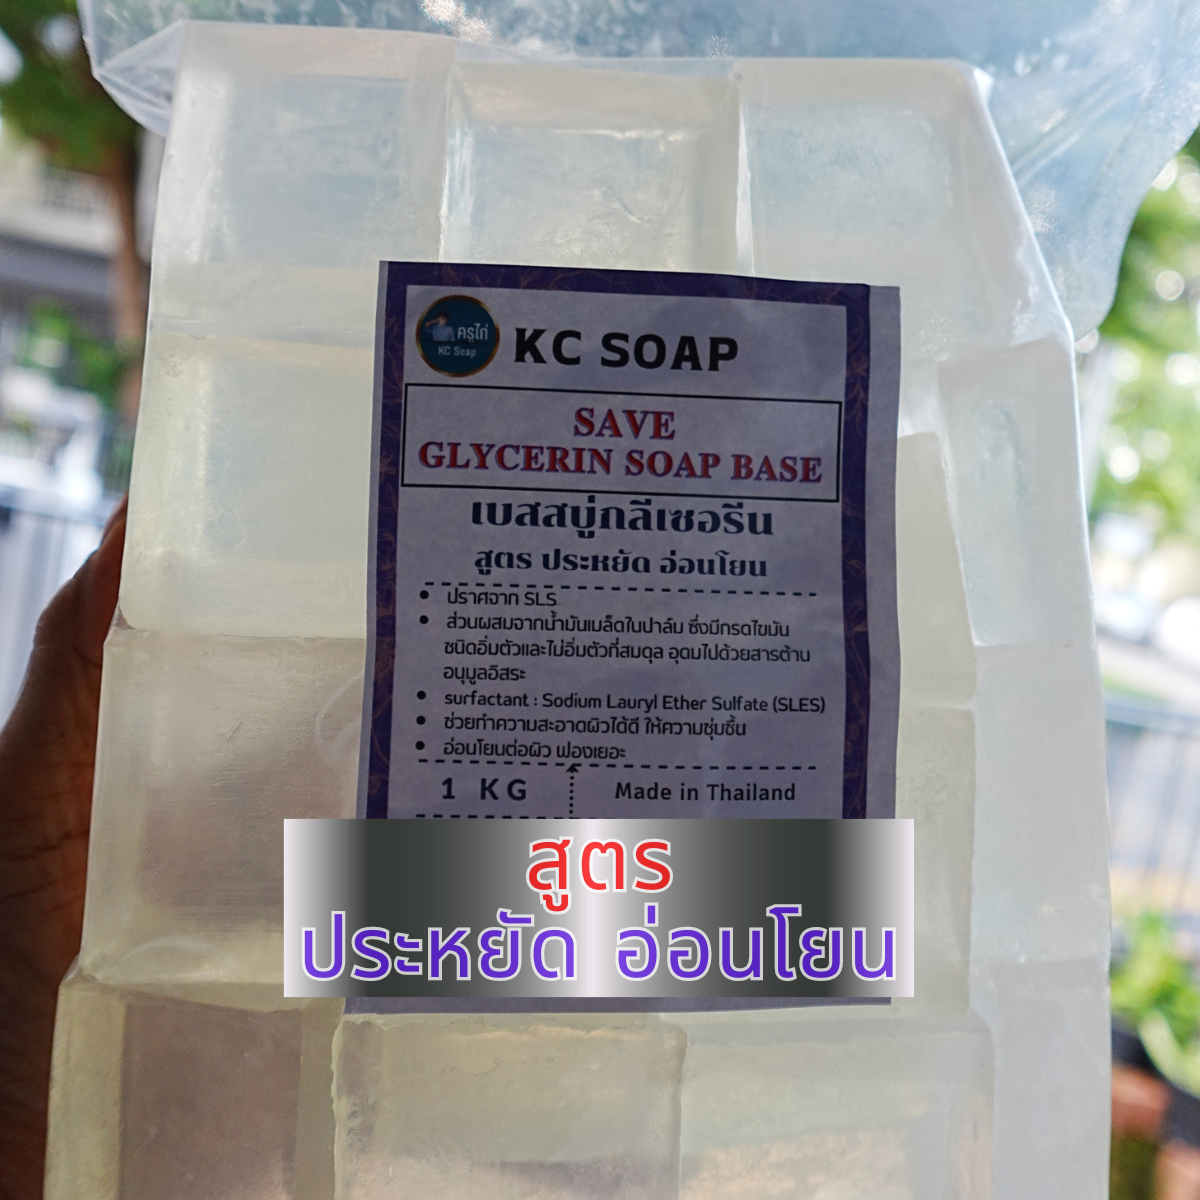 ครูไก่
KC Soap
KC SOAP
SAVE
GLYCERIN SOAP BASE
เบสสบู่กลีเซอรีน
สูตร ประหยัด อ่อนโยน
ปราศจาก SLS
ส่วนผสมจากน้ำมันเมล็ดในปาล์ม ซึ่งมีกรดไขมัน
ชนิดอิ่มตัวและไม่อิ่มตัวที่สมดุล อุดมไปด้วยสารต้าน
อนุมูลอิสระ
surfactant : Sodium Lauryl Ether Sulfate (SLES)
ช่วยทำความสะอาดผิวได้ดี ให้ความชุ่มชื้น
อ่อนโยนต่อผิว ฟองเยอะ
1 KG
Made in Thailand
สูตร
ประหยัด อ่อนโยน